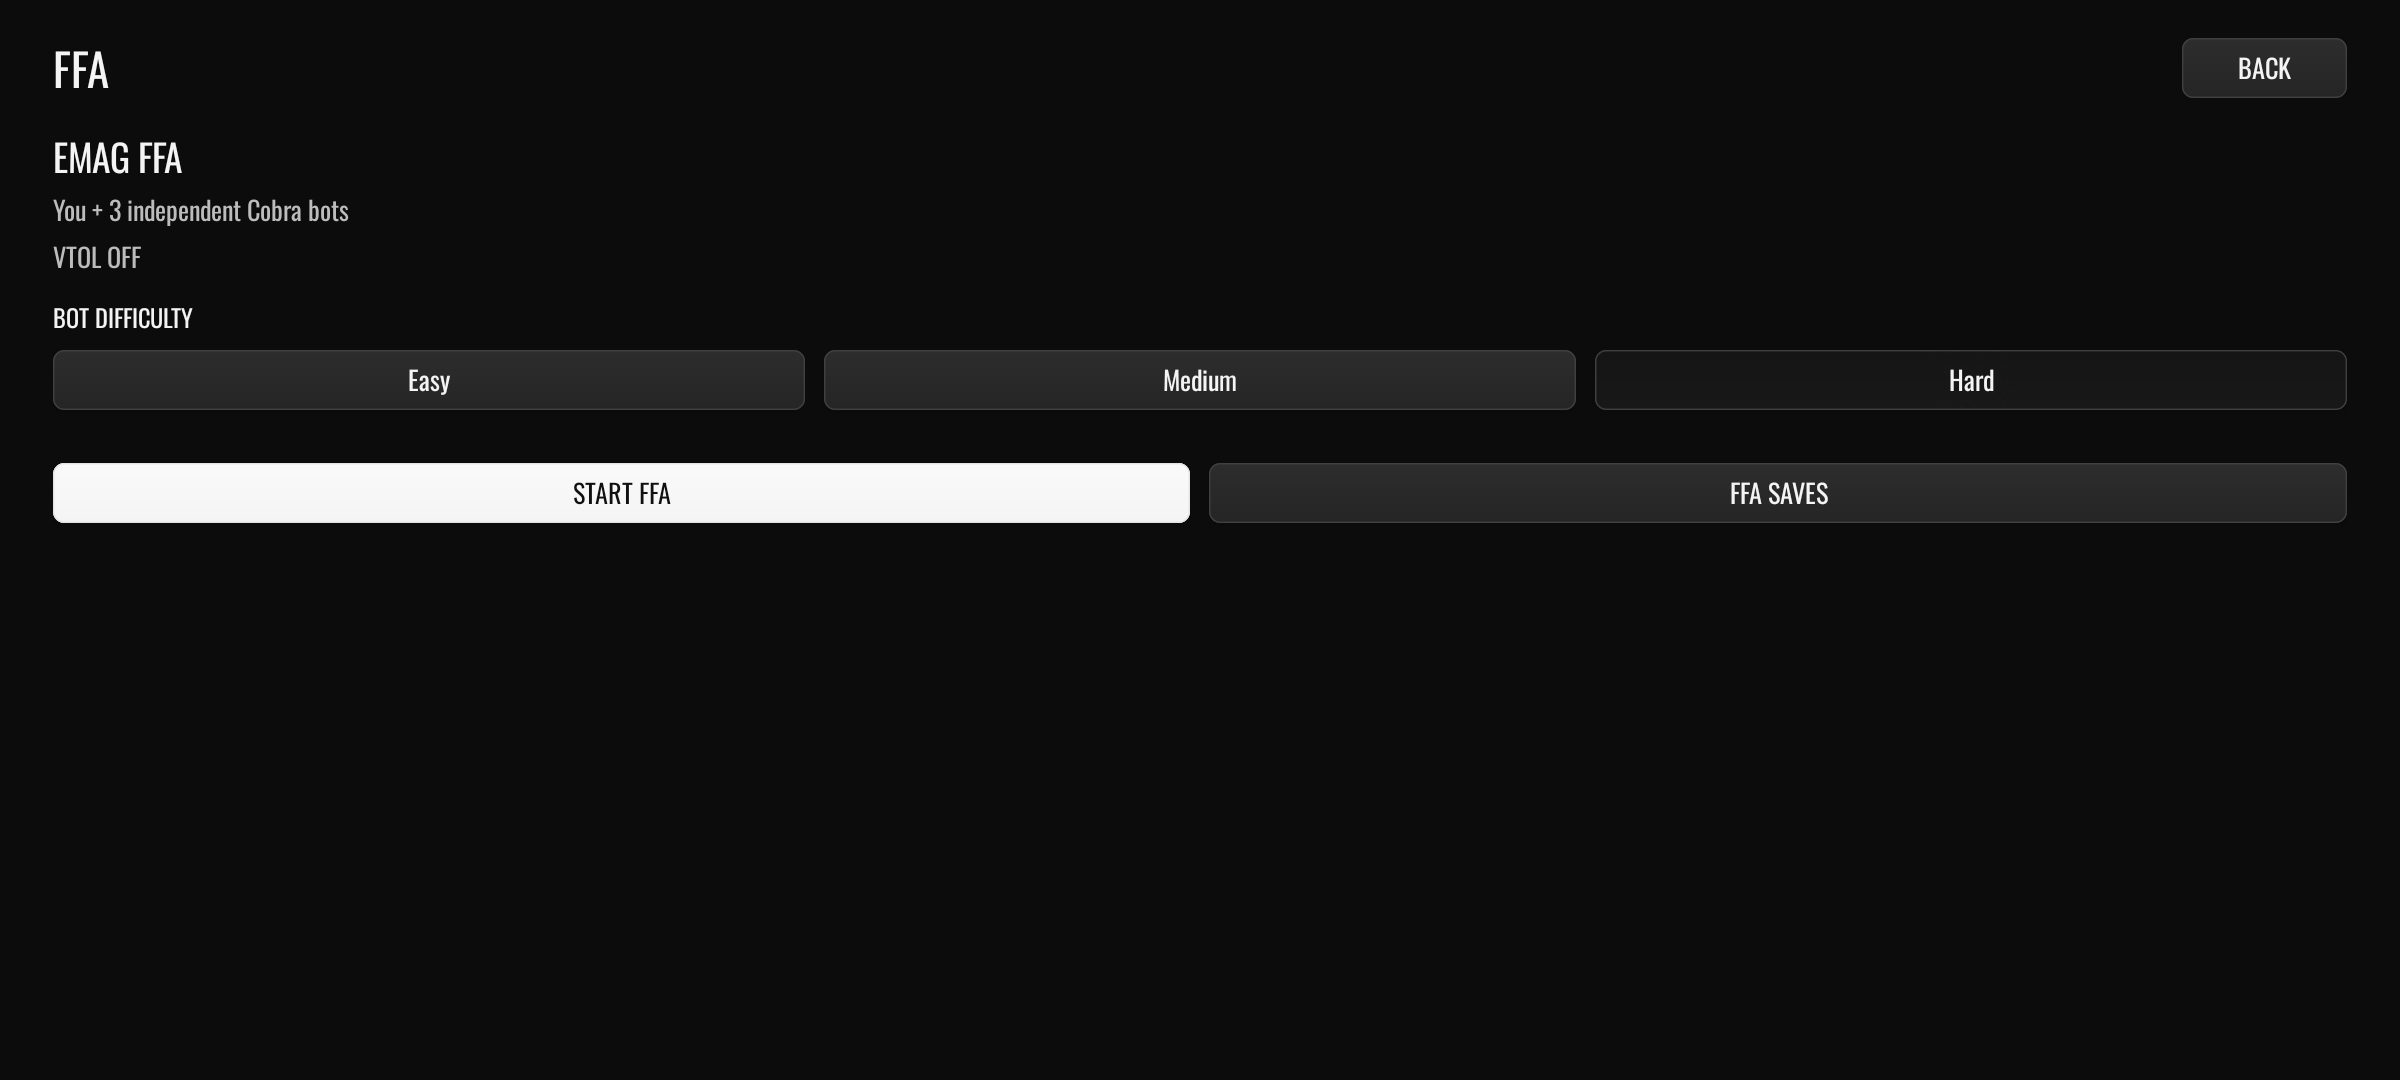 FFA
BACK
EMAG FFA
You + 3 independent Cobra bots
VTOL OFF
BOT DIFFICULTY
Easy
Medium
Hard
START FFA
FFA SAVES